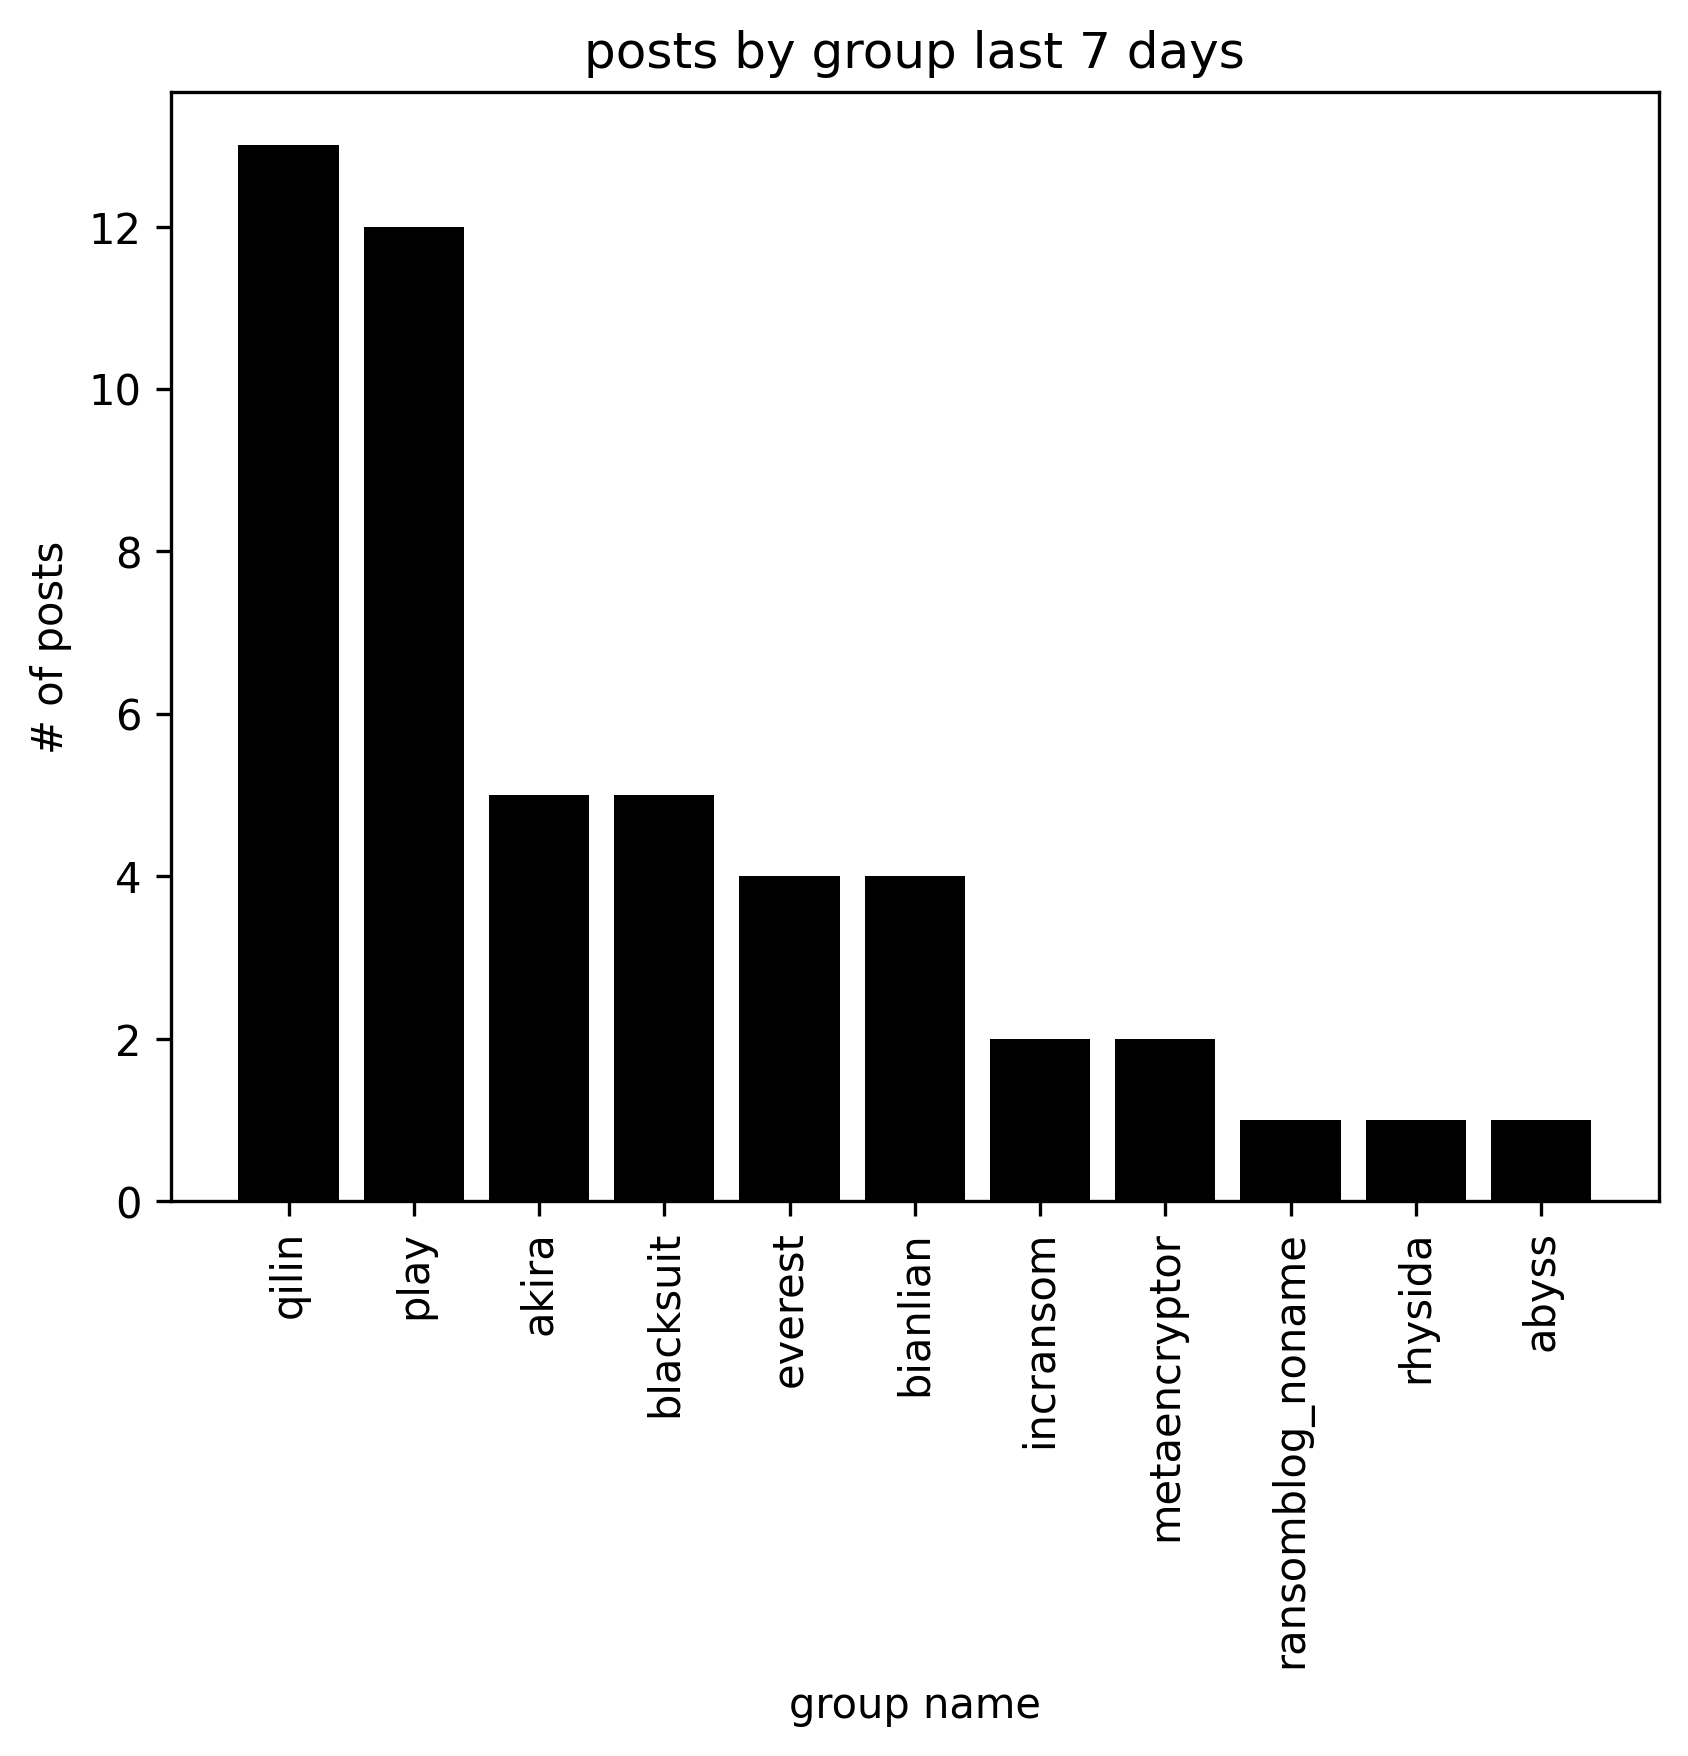 posts by group last 7 days
# of posts
12
10
8
6
4
2
0
qilin
play
akira
blacksuit
everest
bianlian
incransom
metaencryptor
ransomblog_noname
rhysida
abyss
group name